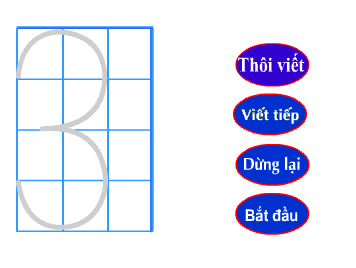 3
Thôi viết
Viết tiếp
Dừng lại
Bắt đầu